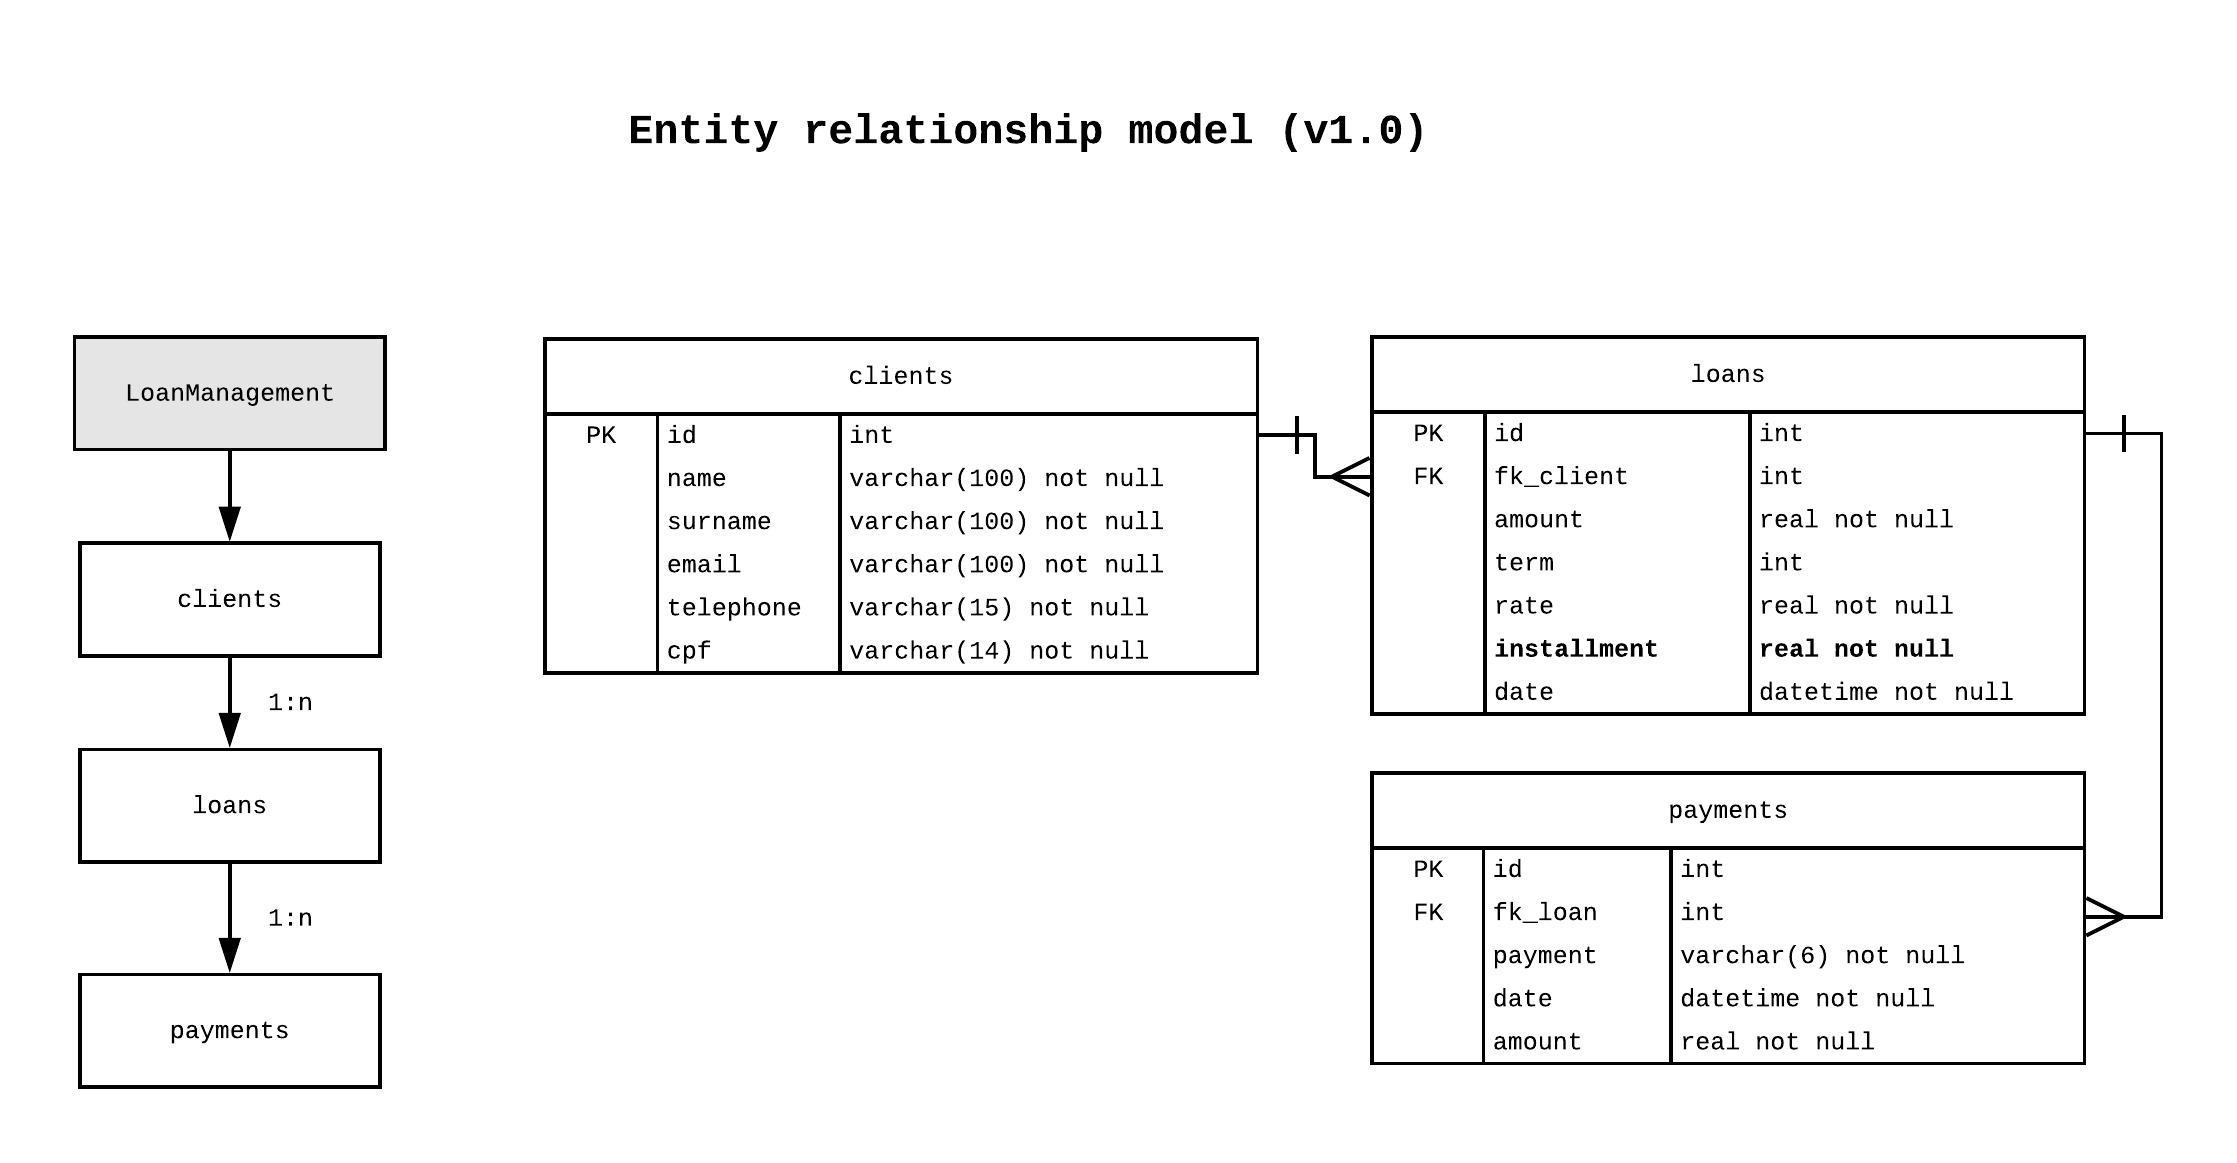 Entity relationship model (v1.0)
LoanManagement
clients
1:n
loans
1:n
payments
clients
PK id int
name varchar(100) not null
surname varchar(100) not null
email varchar(100) not null
telephone varchar(15) not null
cpf varchar(14) not null
loans
PK id int
FK fk_client int
amount real not null
term int
rate real not null
installment real not null
date datetime not null
payments
PK id int
FK fk_loan int
payment varchar(6) not null
date datetime not null
amount real not null